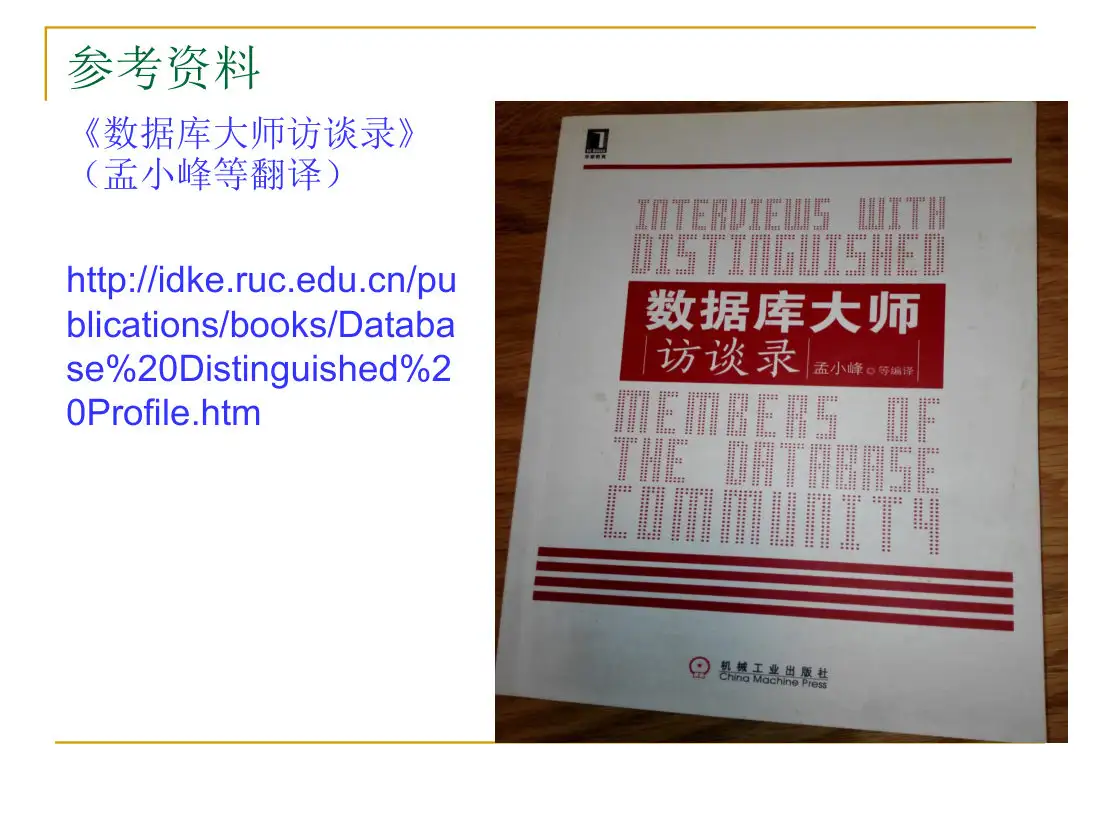 参考资料
《数据库大师访谈录》
（孟小峰等翻译）
http://idke.ruc.edu.cn/pu
blications/books/Databa
se%20Distinguished%2
0Profile.htm
INTERVIEWS WITH
DISTINGUISHED
数据库大师
访谈录 孟小峰 ◎ 等编译
MEMBERS OF
THE DATABASE
COMMUNITY
机械工业出版社
China Machine Press